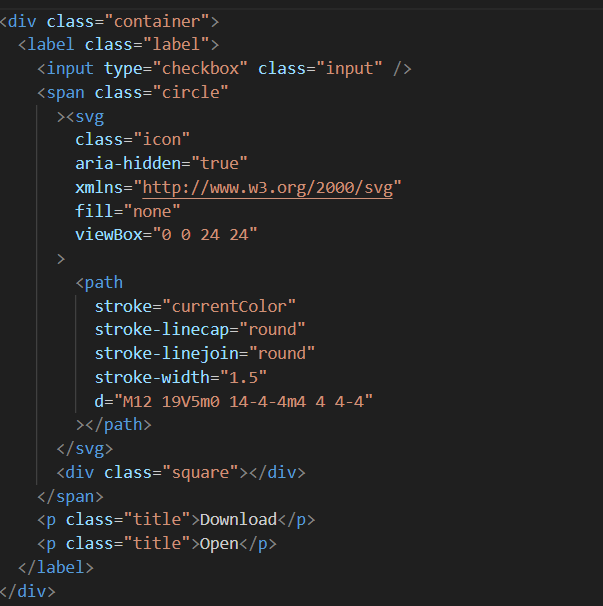 <div class="container">
<label class="label">
<input type="checkbox" class="input" />
<span class="circle"
><svg
class="icon"
aria-hidden="true"
xmlns="http://www.w3.org/2000/svg"
fill="none"
viewBox="0 0 24 24"
>
<path
stroke="currentColor"
stroke-linecap="round"
stroke-linejoin="round"
stroke-width="1.5"
d="M12 19V5m0 14-4-4m4 4 4-4"
></path>
</svg>
<div class="square"></div>
</span>
<p class="title">Download</p>
<p class="title">Open</p>
</label>
</div>